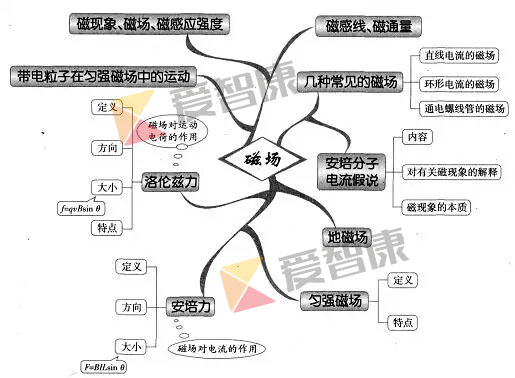 磁现象、磁场、磁感应强度
磁感线、磁通量
带电粒子在匀强磁场中的运动
几种常见的磁场
直线电流的磁场
环形电流的磁场
通电螺线管的磁场
爱智康
定义
磁场对运动
电荷的作用
方向
磁场
安培分子
电流假说
内容
对有关磁现象的解释
磁现象的本质
大小
f=qvBsin θ
洛伦兹力
特点
地磁场
定义
方向
安培力
爱智康
匀强磁场
定义
特点
大小
F=BILsin θ
磁场对电流的作用